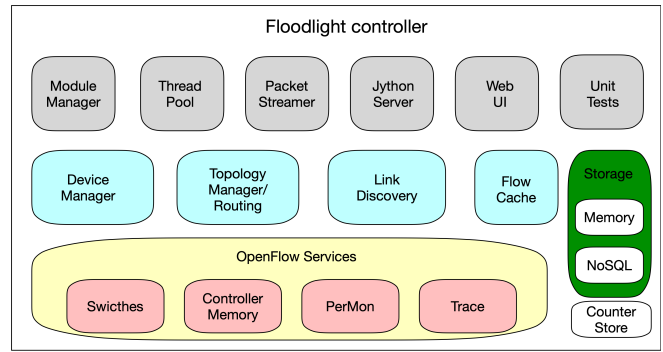 Floodlight controller
Module
Manager
Thread
Pool
Packet
Streamer
Jython
Server
Web
UI
Unit
Tests
Device
Manager
Topology
Manager/
Routing
Link
Discovery
Flow
Cache
Storage
Memory
NoSQL
OpenFlow Services
Swicthes
Controller
Memory
PerMon
Trace
Counter
Store